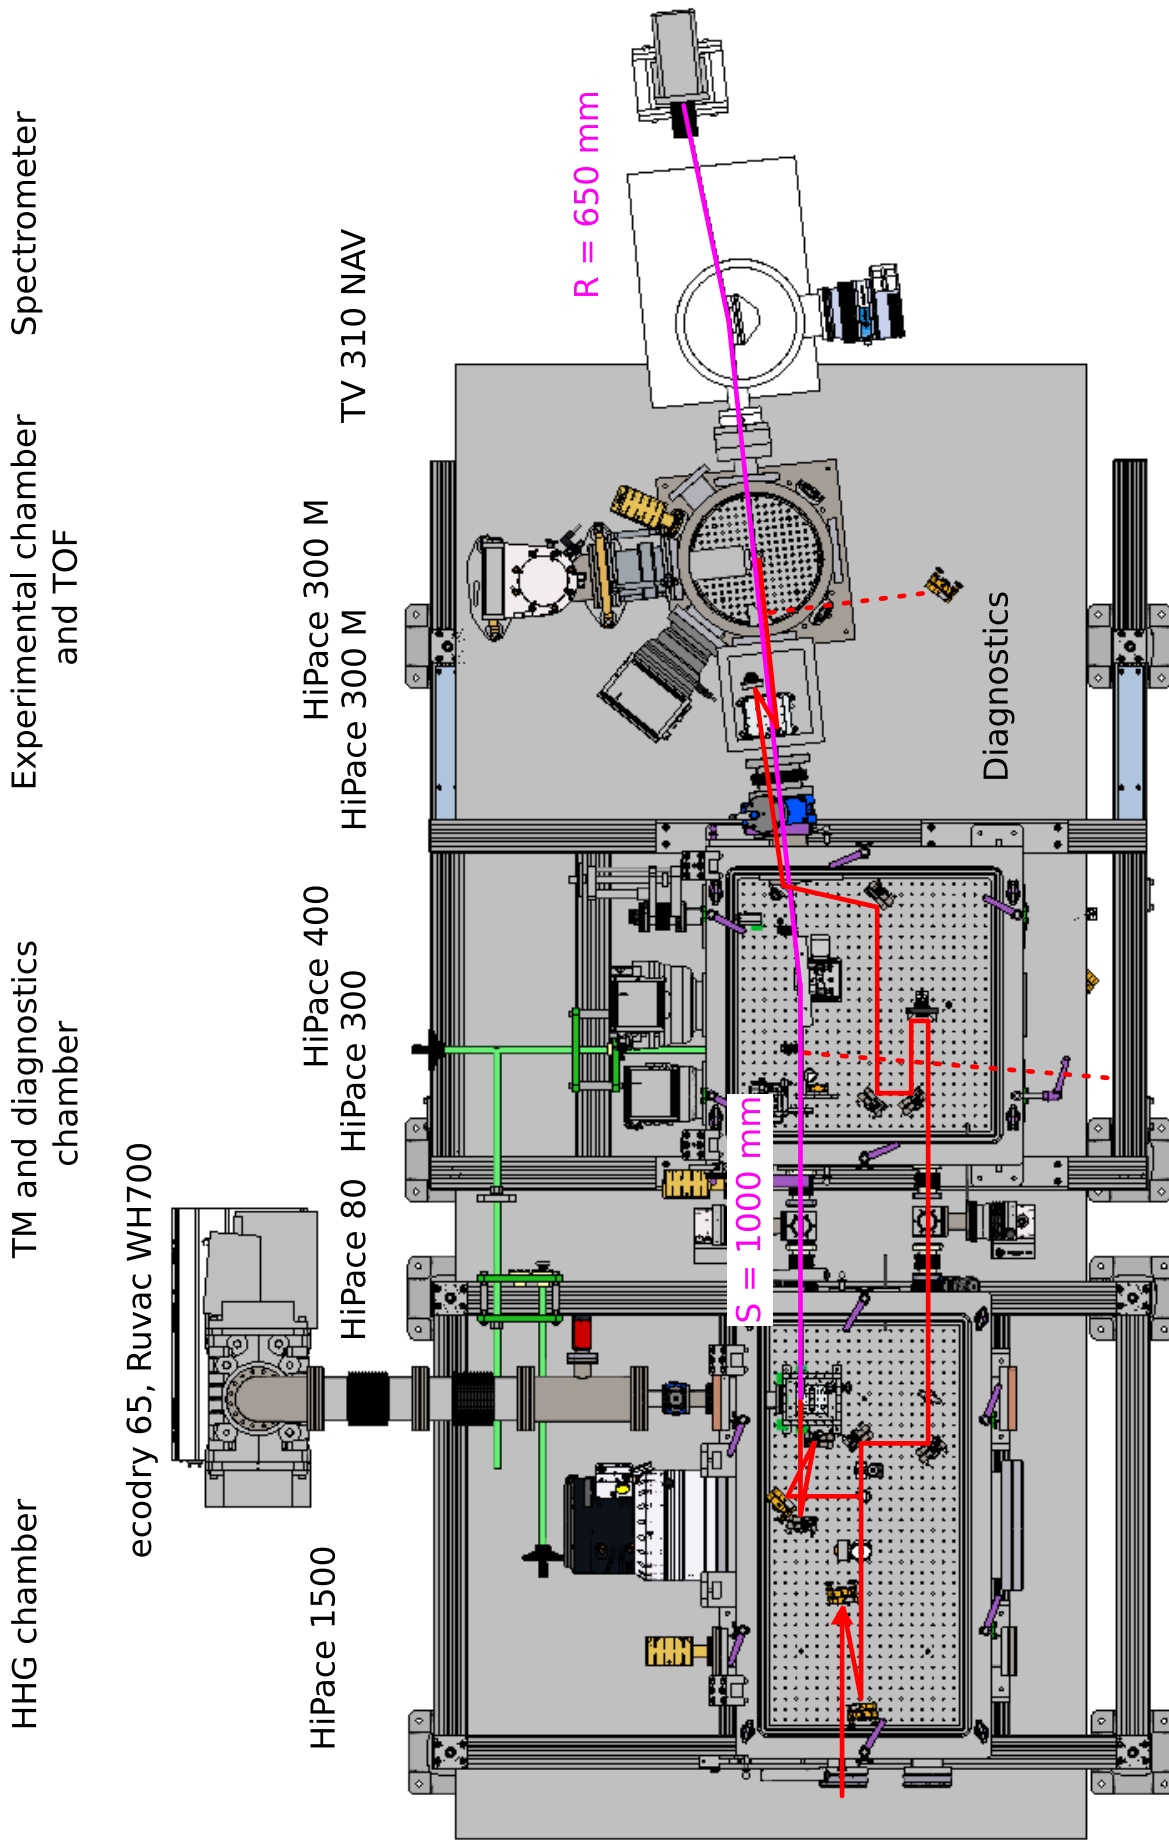 HHG chamber
TM and diagnostics
chamber
Experimental chamber
and TOF
Spectrometer
ecodry 65, Ruvac WH700
HiPace 1500
HiPace 80
HiPace 400
HiPace 300
HiPace 300 M
HiPace 300 M
TV 310 NAV
R = 650 mm
S = 1000 mm
Diagnostics